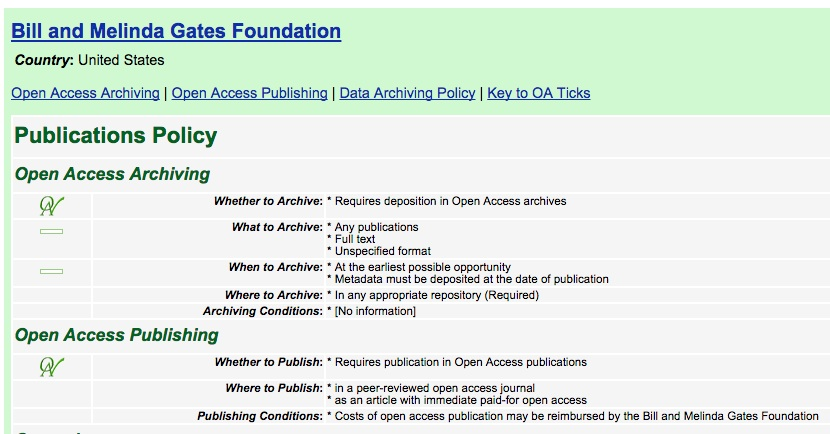 Bill and Melinda Gates Foundation
Country: United States
Open Access Archiving | Open Access Publishing | Data Archiving Policy | Key to OA Ticks
Publications Policy
Open Access Archiving
Whether to Archive: * Requires deposition in Open Access archives
What to Archive: * Any publications
* Full text
* Unspecified format
When to Archive: * At the earliest possible opportunity
* Metadata must be deposited at the date of publication
Where to Archive: * In any appropriate repository (Required)
Archiving Conditions: * [No information]
Open Access Publishing
Whether to Publish: * Requires publication in Open Access publications
Where to Publish: * in a peer-reviewed open access journal
* as an article with immediate paid-for open access
Publishing Conditions: * Costs of open access publication may be reimbursed by the Bill and Melinda Gates Foundation